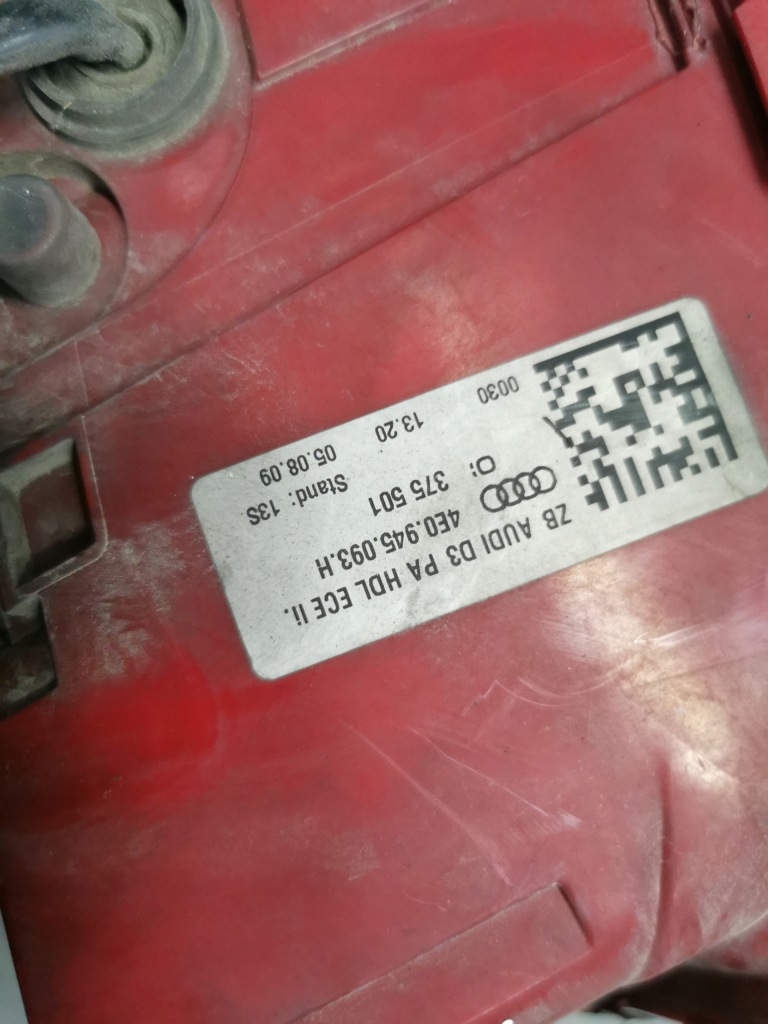 ZB AUDI D3 PA HDL ECE li.
4E0.945.093.H
375 501
Stand: 13S
05.08.09 13.20 0030